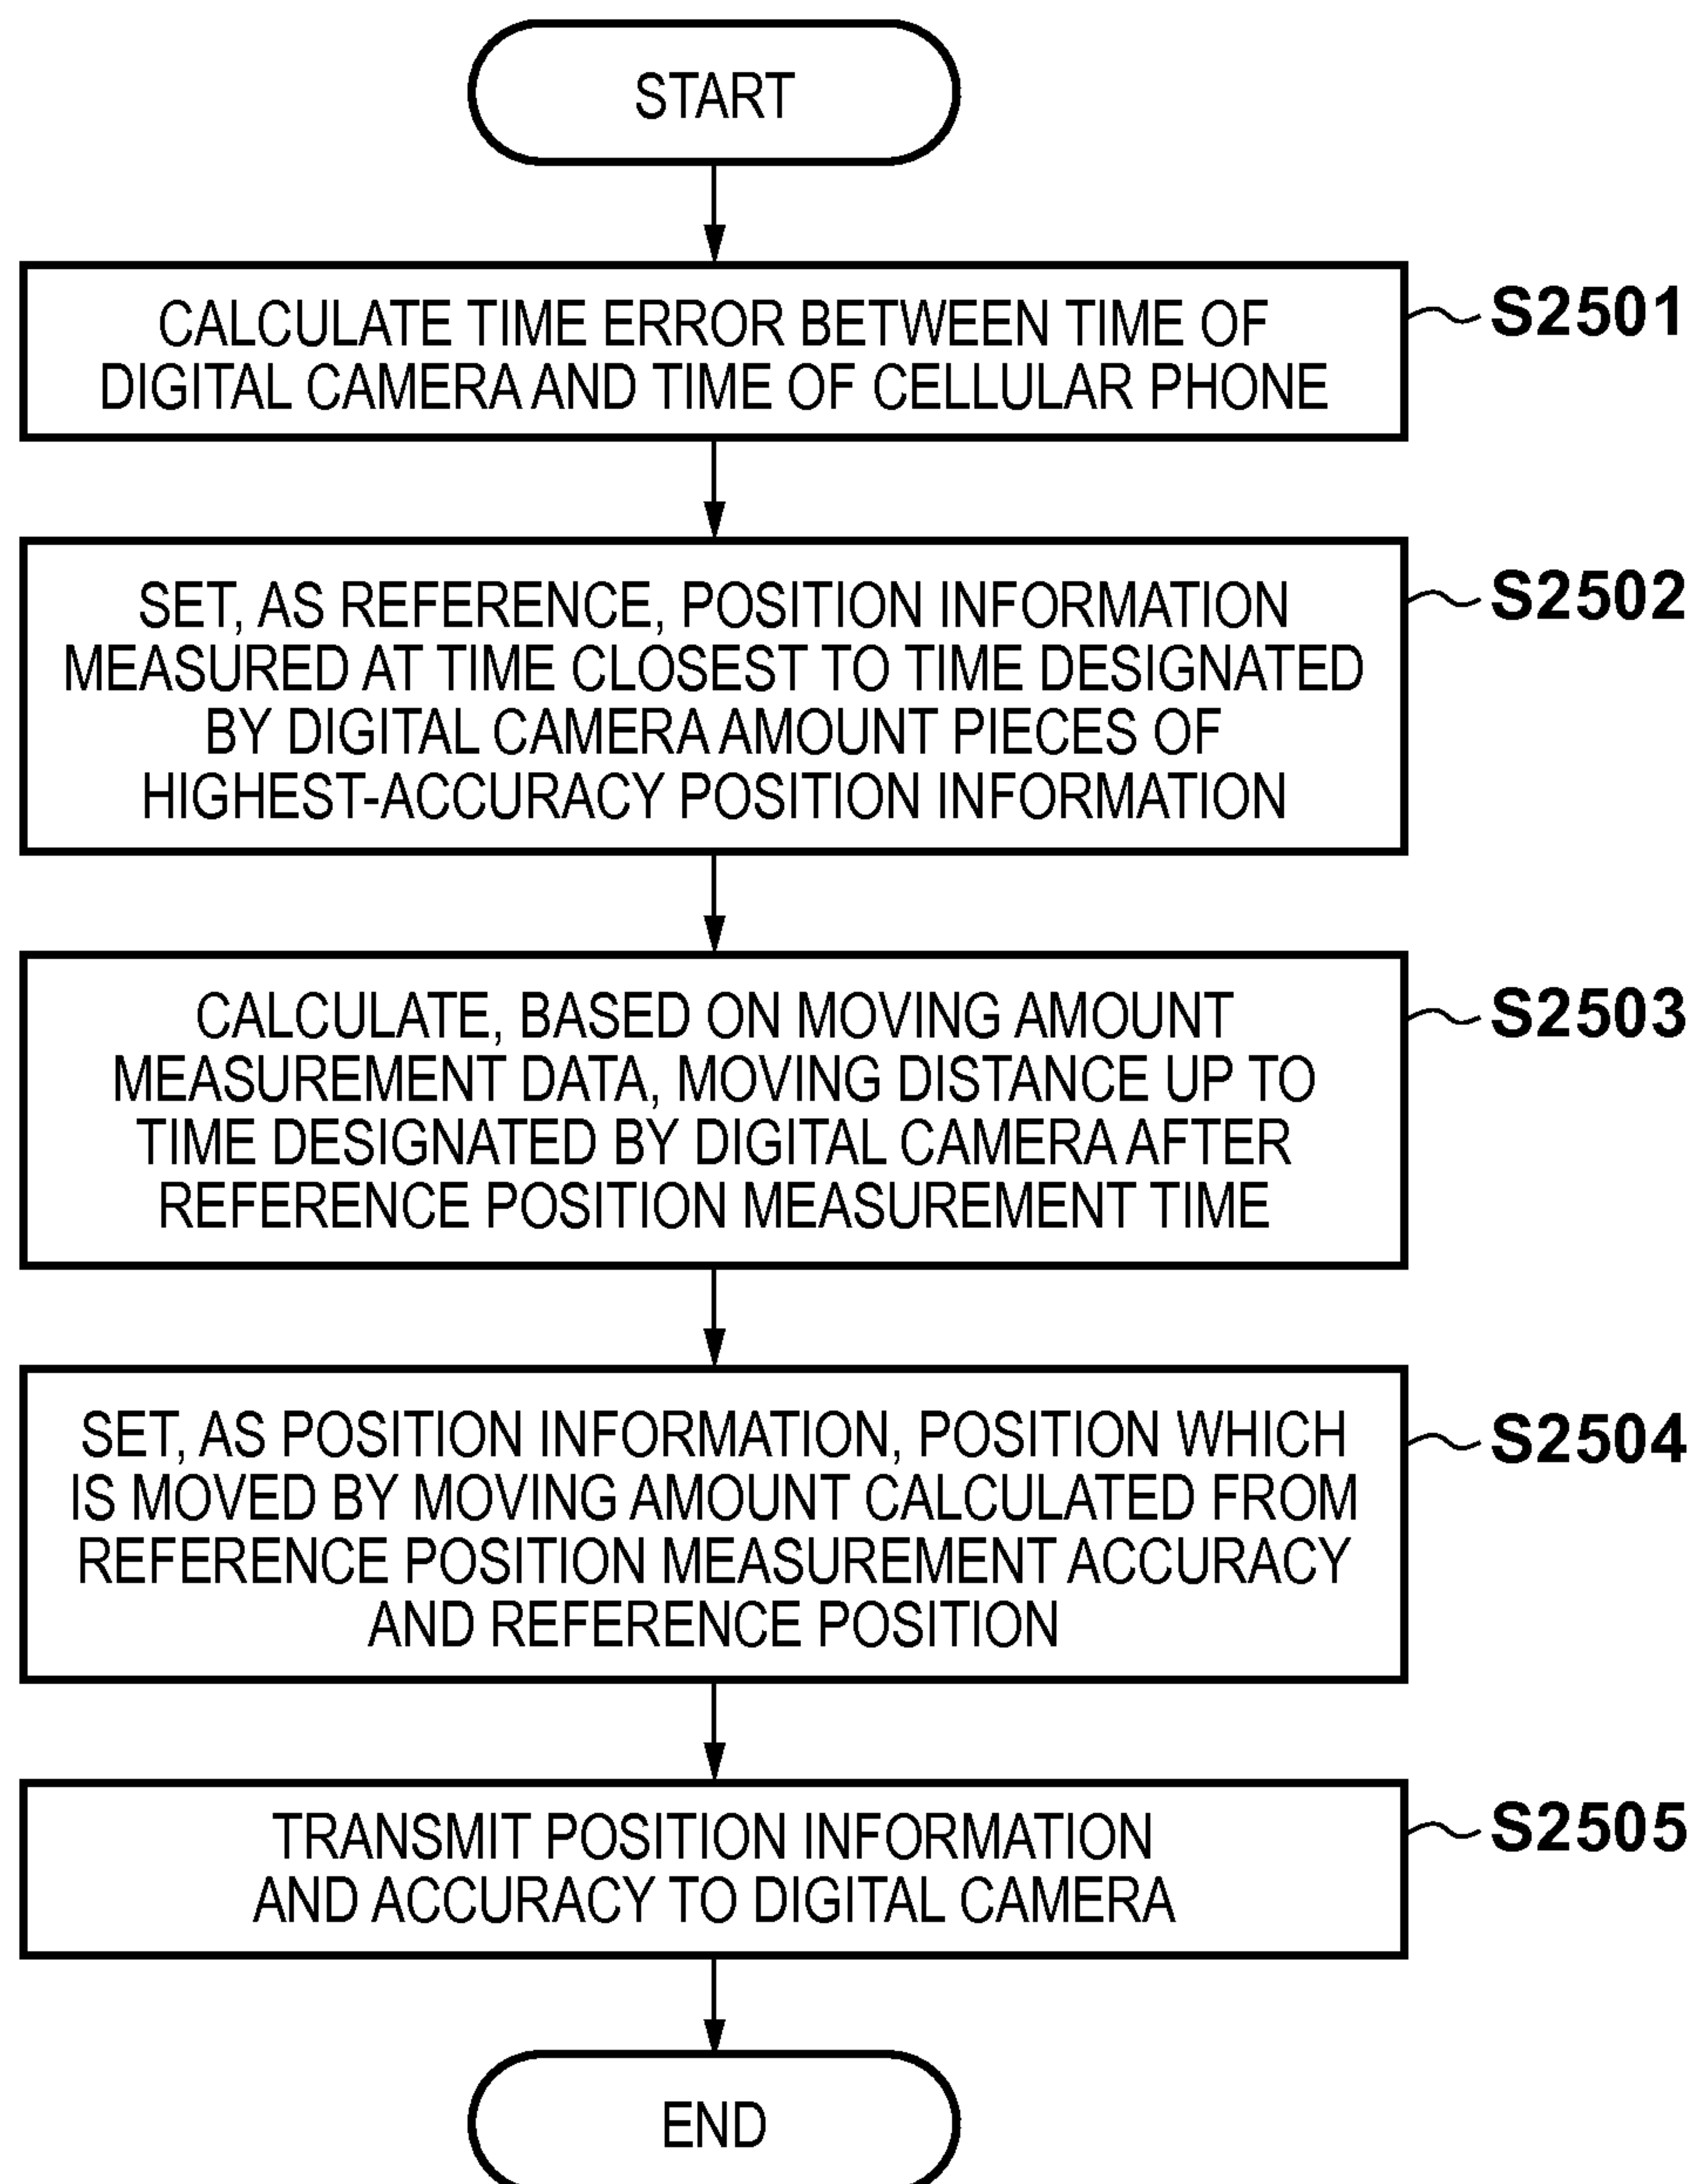 START
CALCULATE TIME ERROR BETWEEN TIME OF
DIGITAL CAMERA AND TIME OF CELLULAR PHONE
S2501
SET, AS REFERENCE, POSITION INFORMATION
MEASURED AT TIME CLOSEST TO TIME DESIGNATED
BY DIGITAL CAMERA AMOUNT PIECES OF
HIGHEST-ACCURACY POSITION INFORMATION
S2502
CALCULATE, BASED ON MOVING AMOUNT
MEASUREMENT DATA, MOVING DISTANCE UP TO
TIME DESIGNATED BY DIGITAL CAMERA AFTER
REFERENCE POSITION MEASUREMENT TIME
S2503
SET, AS POSITION INFORMATION, POSITION WHICH
IS MOVED BY MOVING AMOUNT CALCULATED FROM
REFERENCE POSITION MEASUREMENT ACCURACY
AND REFERENCE POSITION
S2504
TRANSMIT POSITION INFORMATION
AND ACCURACY TO DIGITAL CAMERA
S2505
END